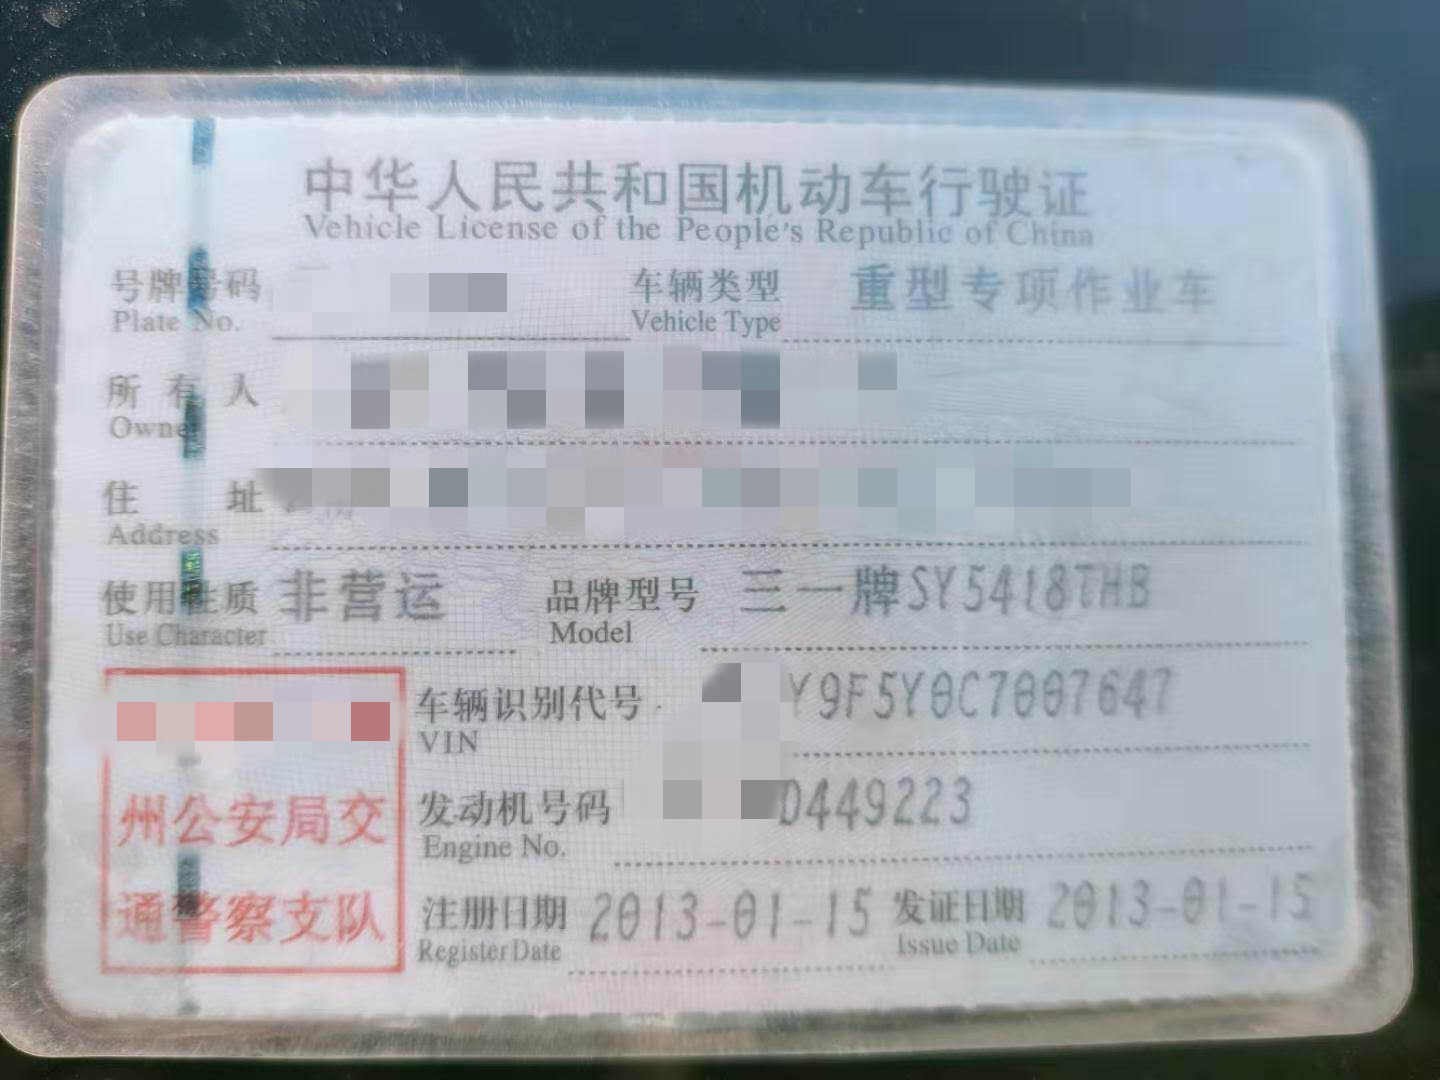 中华人民共和国机动车行驶证
Vehicle License of the People's Republic of China
号牌号码 车辆类型 重型专项作业车
Plate No. Vehicle Type
所有人
Owner
住址
Address
使用性质 非营运 品牌型号 三一牌SY5418THB
Use Character Model
车辆识别代号 Y9F5Y0C7007647
VIN
发动机号码 D449223
Engine No.
州公安局交
通警察支队
注册日期 2013-01-15 发证日期 2013-01-15
Register Date Issue Date